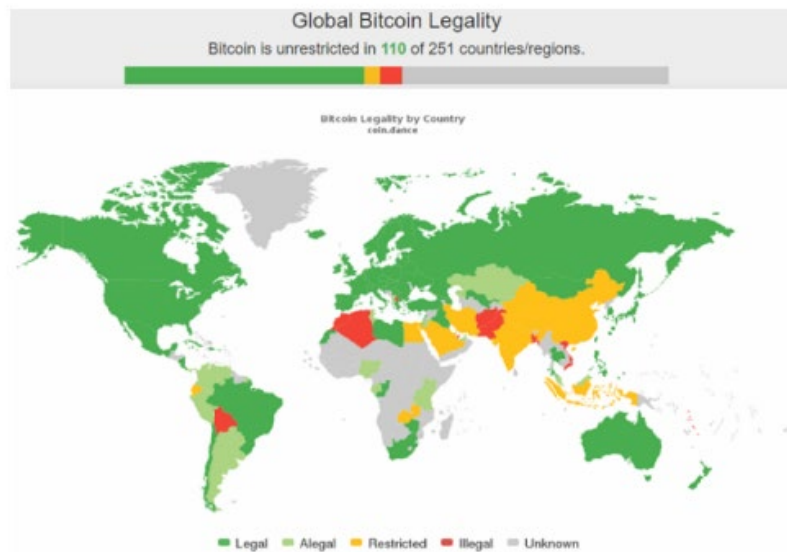 Global Bitcoin Legality
Bitcoin is unrestricted in 110 of 251 countries/regions.
Bitcoin Legality by Country
coin.dance
Legal Alegal Restricted Illegal Unknown